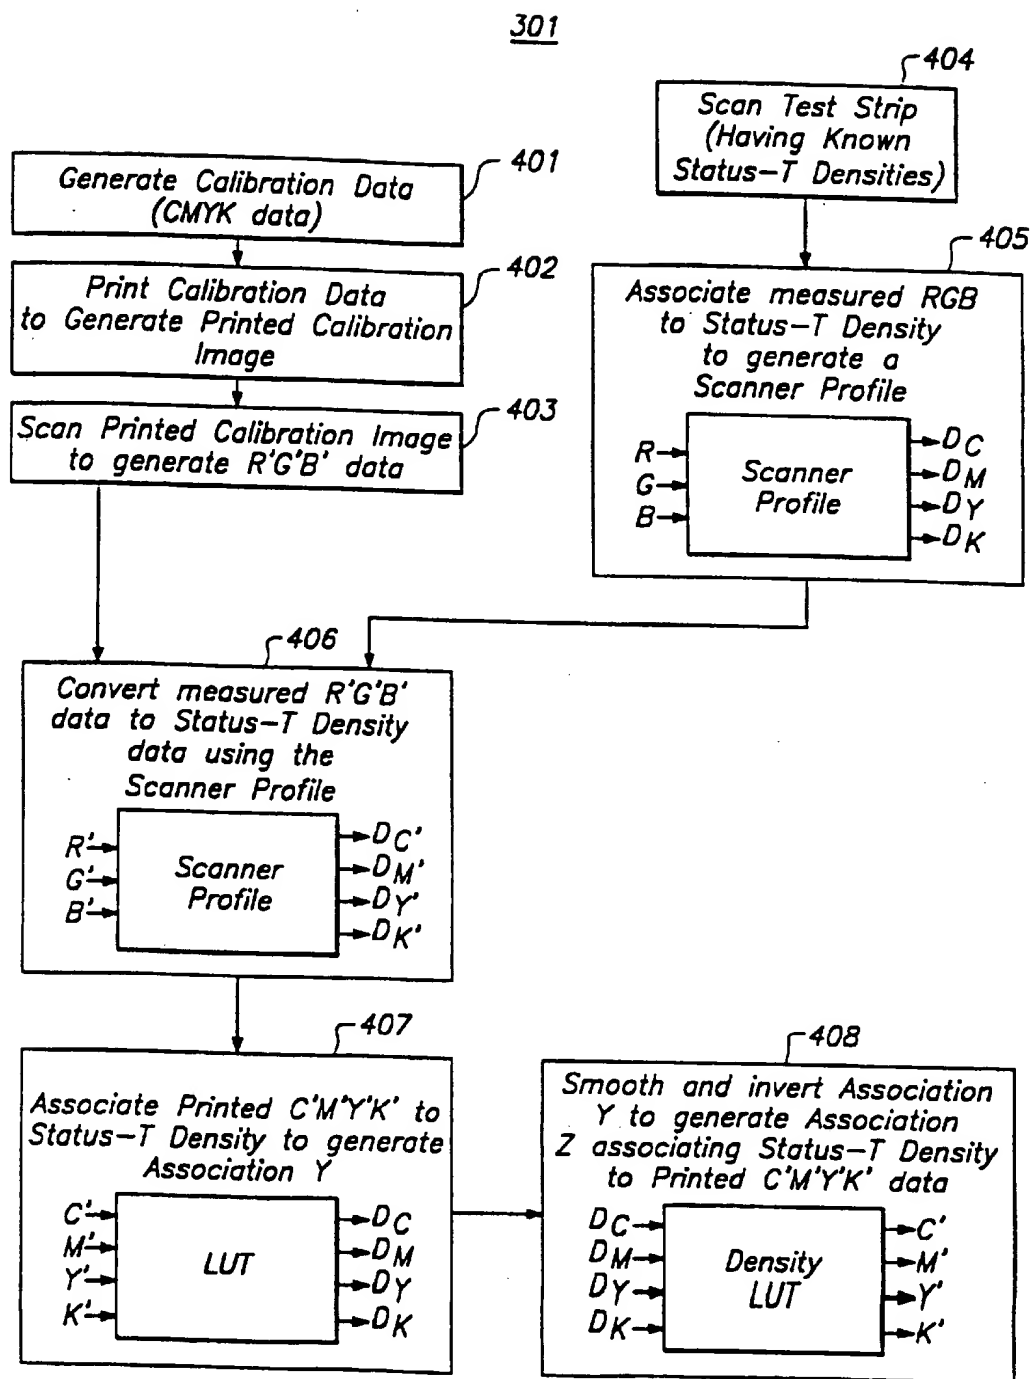 301
401
Generate Calibration Data
(CMYK data)
402
Print Calibration Data
to Generate Printed Calibration
Image
403
Scan Printed Calibration Image
to generate R'G'B' data
404
Scan Test Strip
(Having Known
Status-T Densities)
405
Associate measured RGB
to Status-T Density
to generate a
Scanner Profile
R
G
B
Scanner
Profile
DC
DM
DY
DK
406
Convert measured R'G'B'
data to Status-T Density
data using the
Scanner Profile
R'
G'
B'
Scanner
Profile
DC'
DM'
DY'
DK'
407
Associate Printed C'M'Y'K' to
Status-T Density to generate
Association Y
C'
M'
Y'
K'
LUT
DC
DM
DY
DK
408
Smooth and invert Association
Y to generate Association
Z associating Status-T Density
to Printed C'M'Y'K' data
DC
DM
DY
DK
Density
LUT
C'
M'
Y'
K'